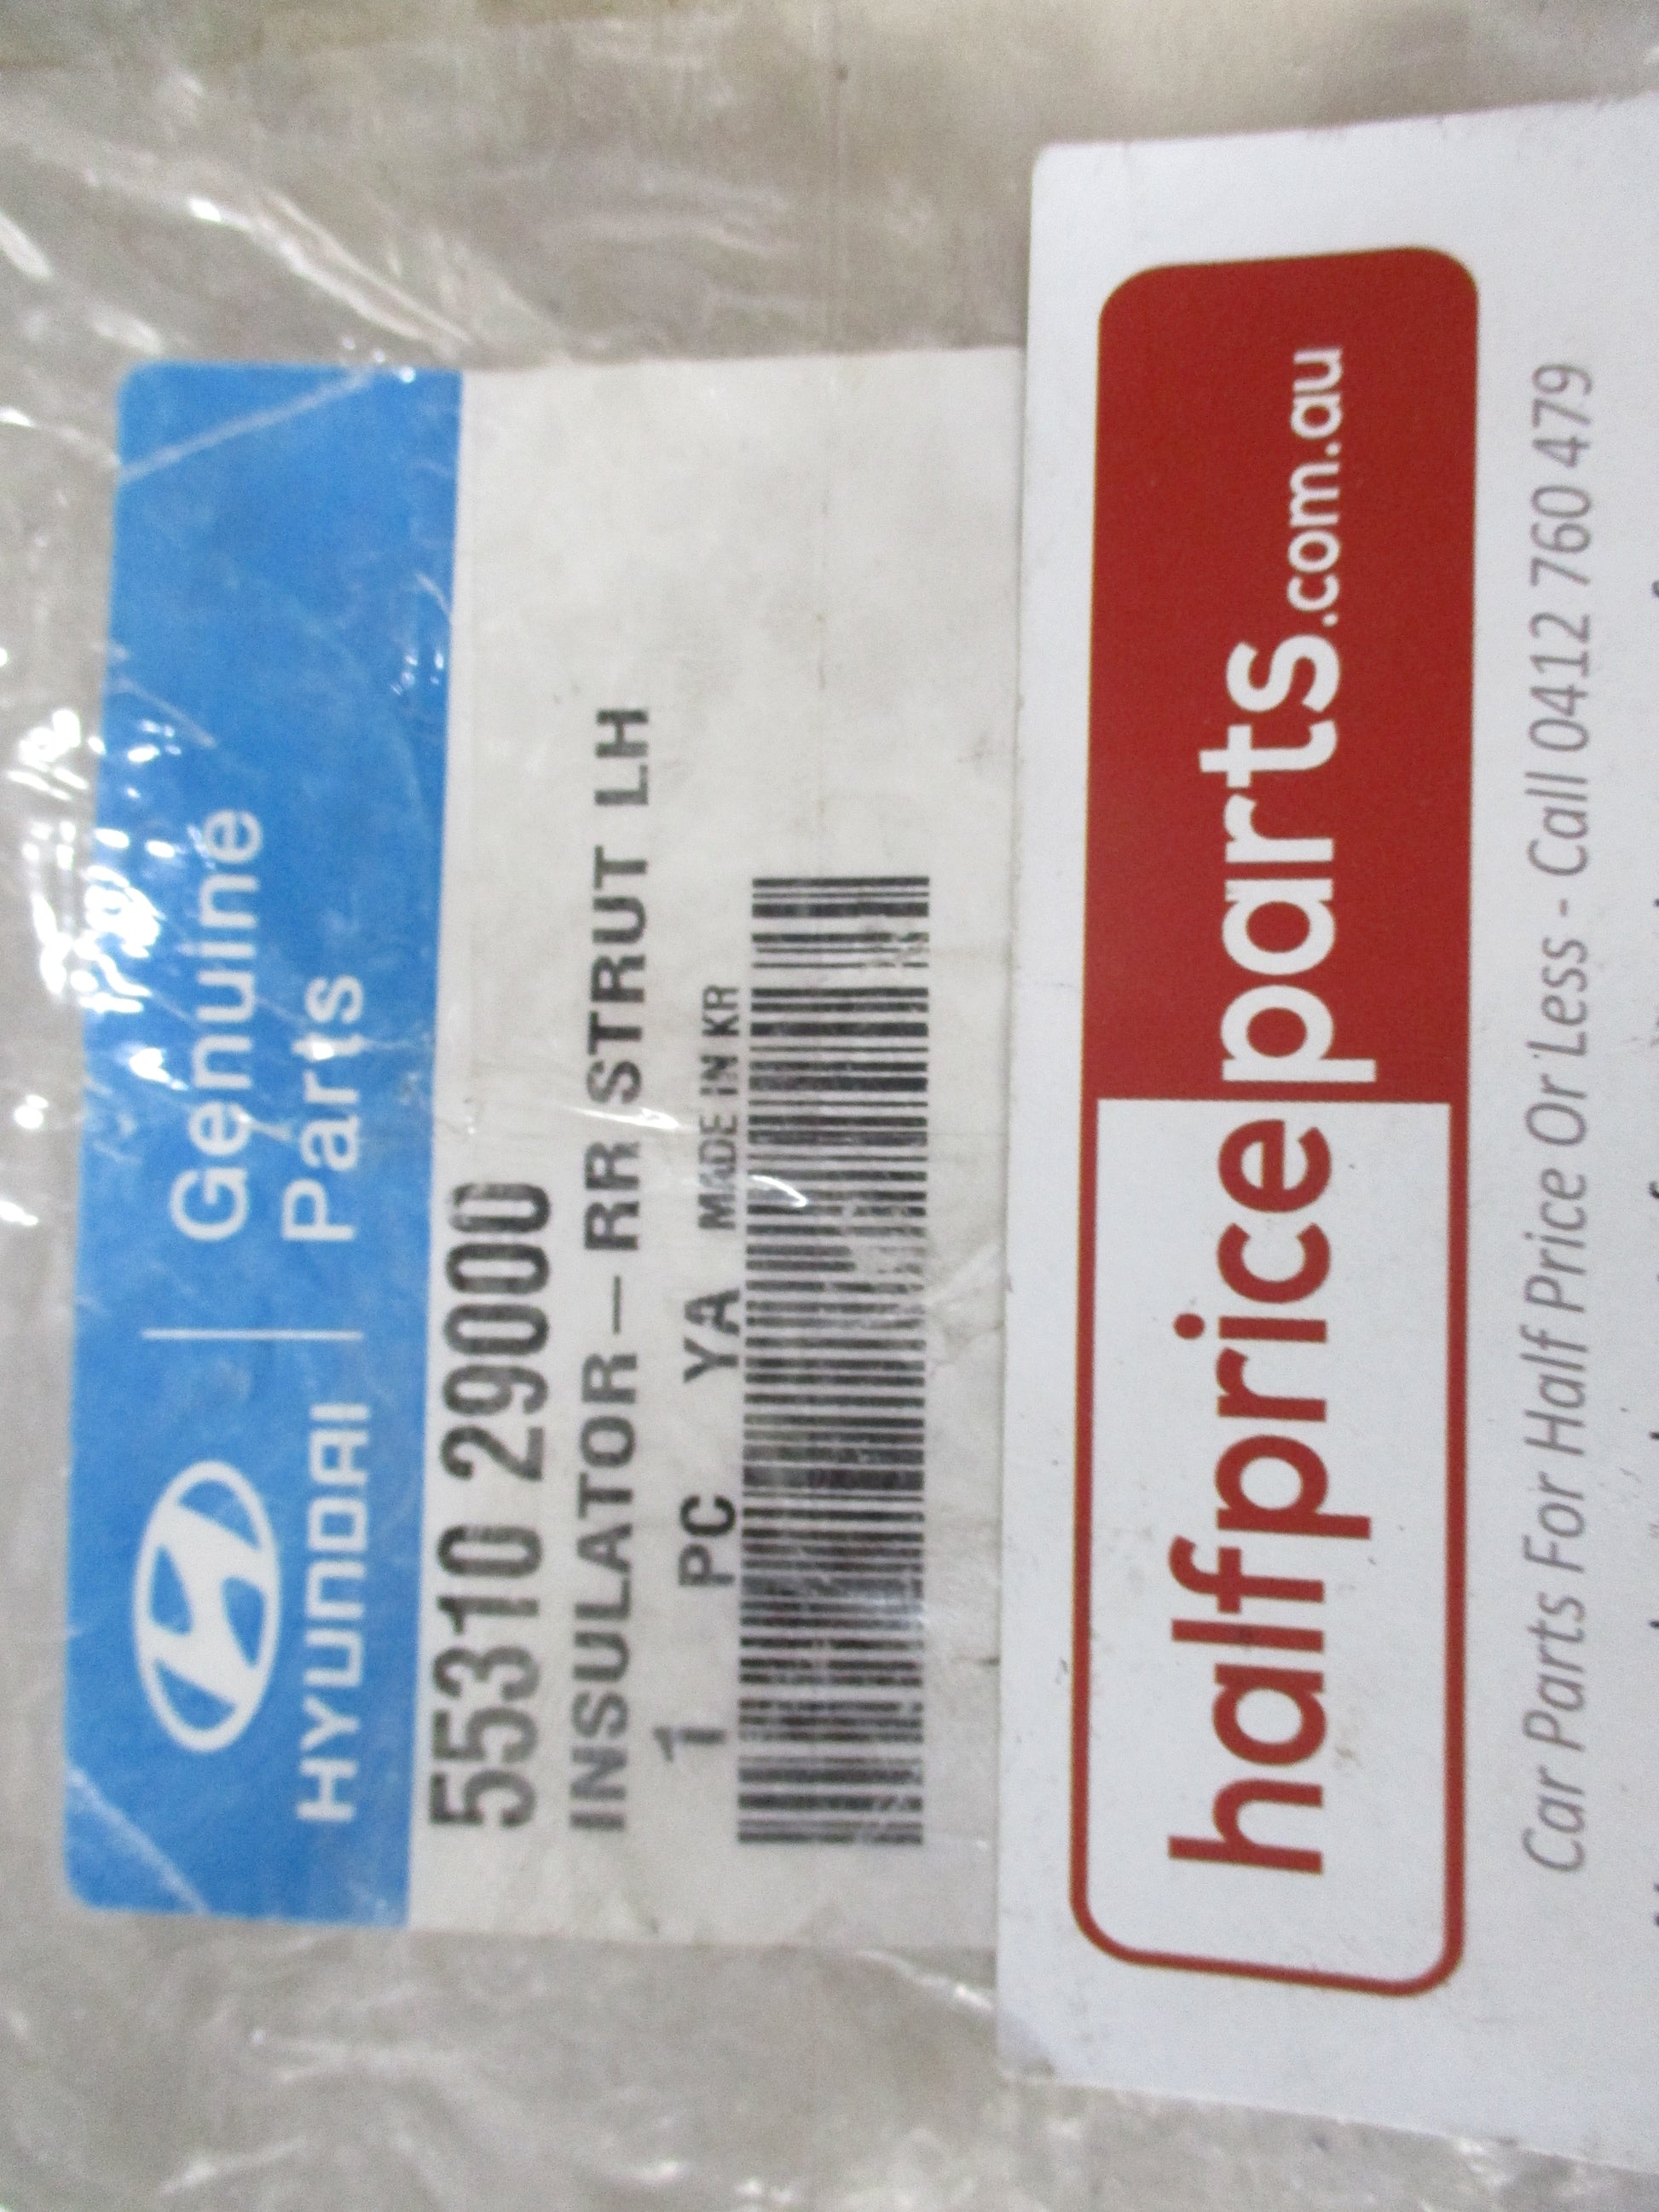 HYUNDAI
Genuine
Parts
55310 29000
INSULATOR-RR STRUT LH
1 PC YA MADE IN KR
halfpriceparts.com.au
Car Parts For Half Price Or Less - Call 0412 760 479